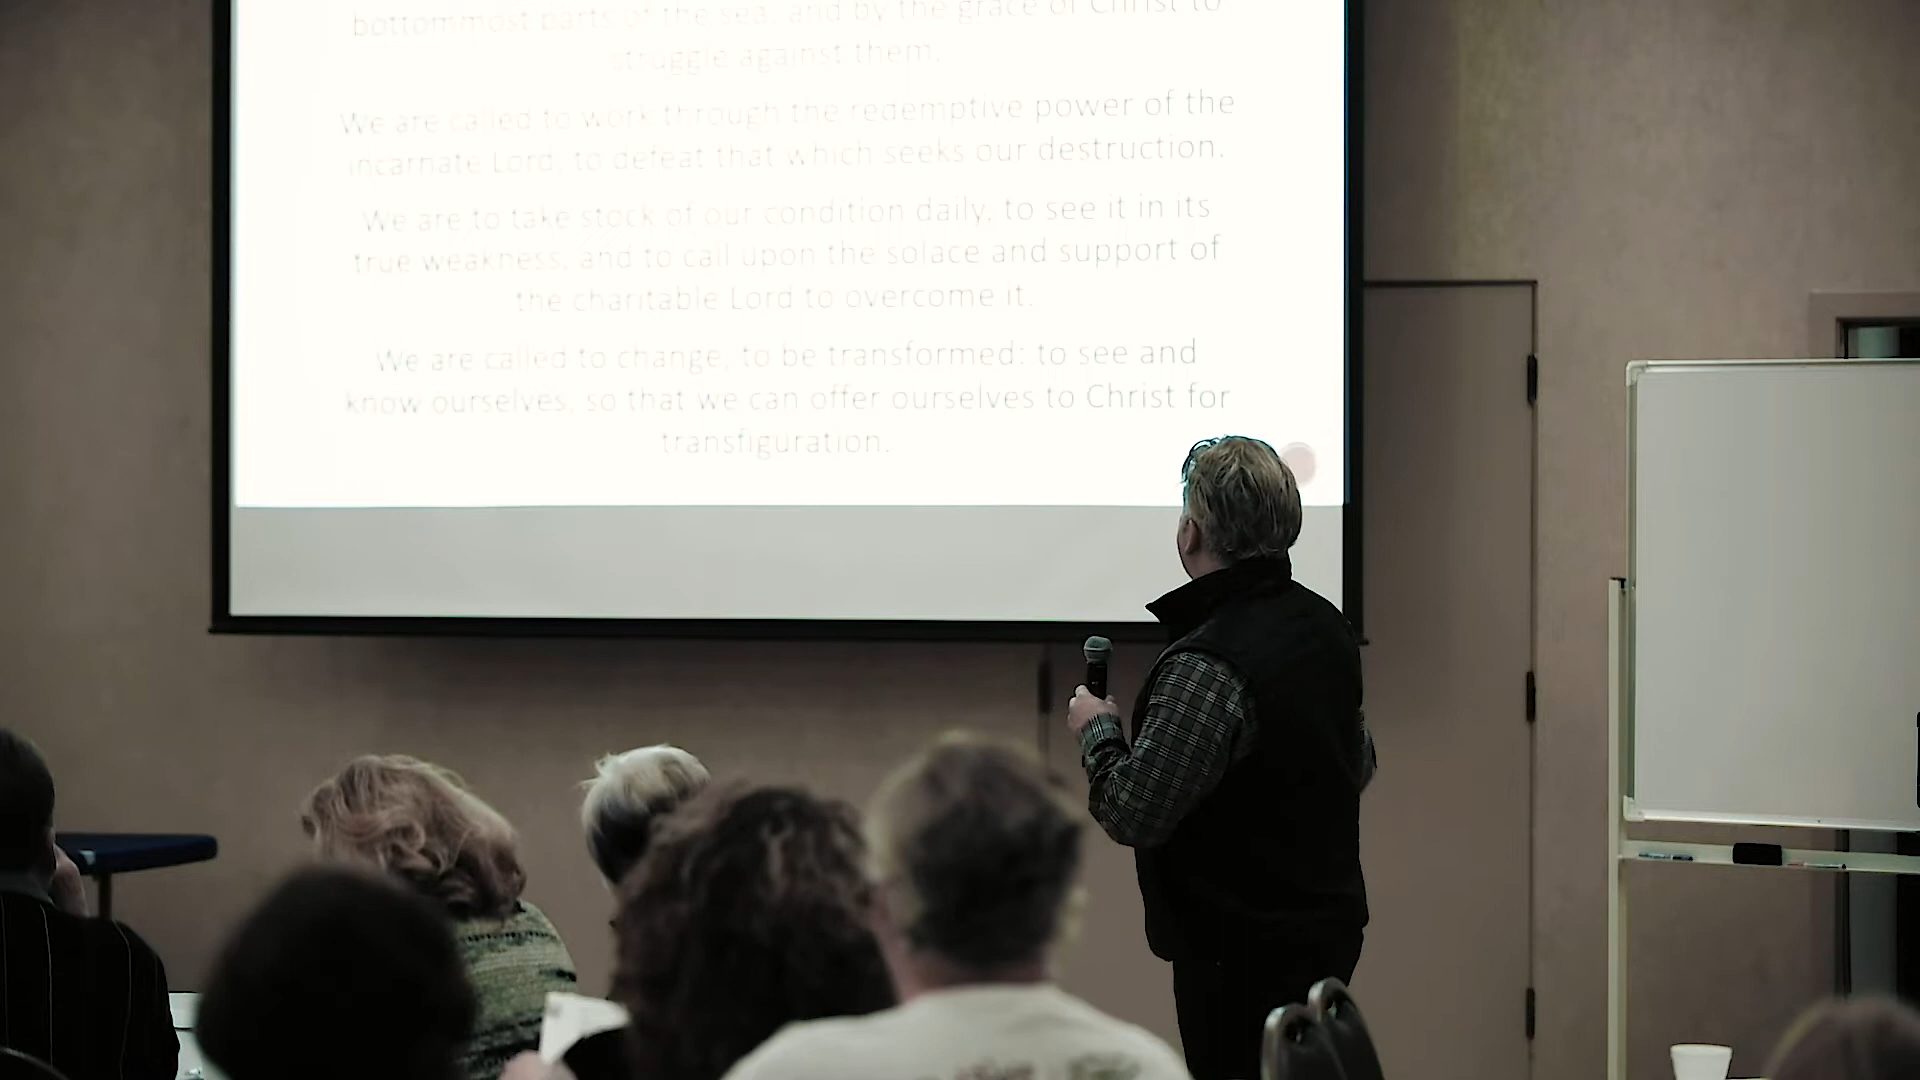 bottommost parts of the sea, and by the grace of Christ to
struggle against them.
We are called to work through the redemptive power of the
incarnate Lord, to defeat that which seeks our destruction.
We are to take stock of our condition daily, to see it in its
true weakness, and to call upon the solace and support of
the charitable Lord to overcome it.
We are called to change, to be transformed: to see and
know ourselves, so that we can offer ourselves to Christ for
transfiguration.